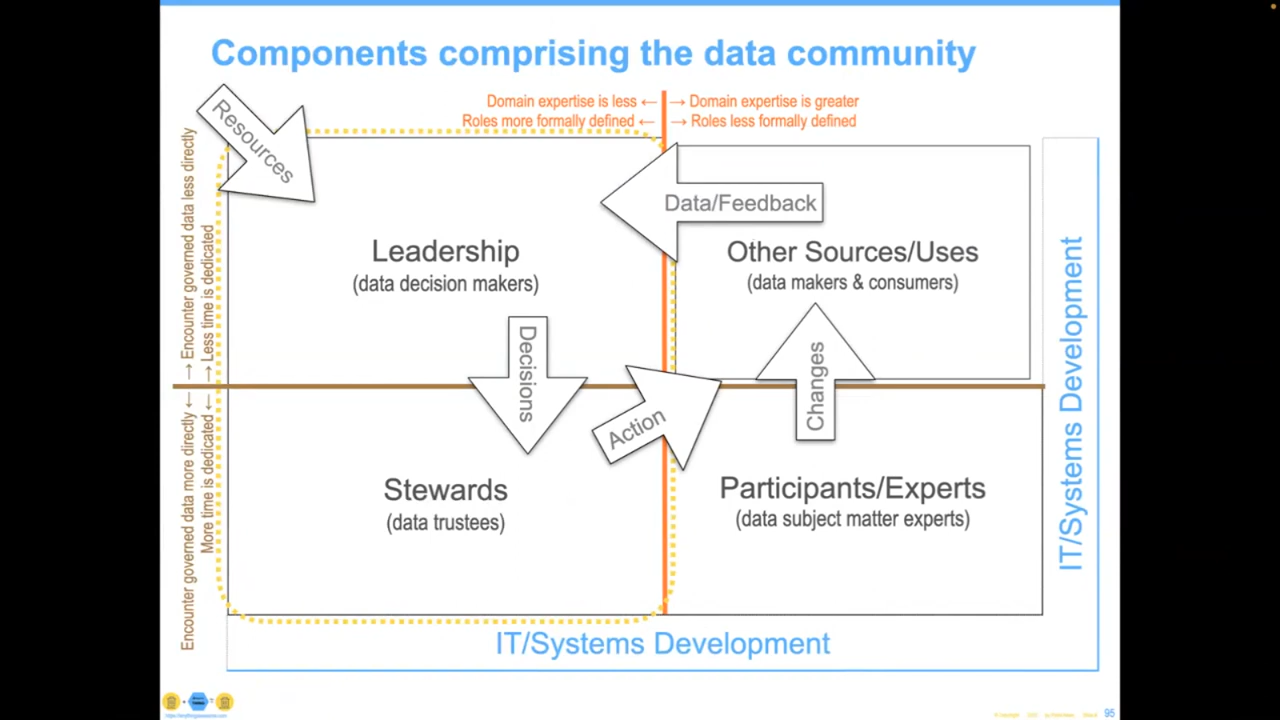 Components comprising the data community
Domain expertise is less ←
→ Domain expertise is greater
Roles more formally defined ←
→ Roles less formally defined
Resources
→ Encounter governed data less directly
→ Less time is dedicated
Encounter governed data more directly ←
More time is dedicated ←
Leadership
(data decision makers)
Data/Feedback
Other Sources/Uses
(data makers & consumers)
Decisions
Action
Changes
Stewards
(data trustees)
Participants/Experts
(data subject matter experts)
IT/Systems Development
IT/Systems Development
95